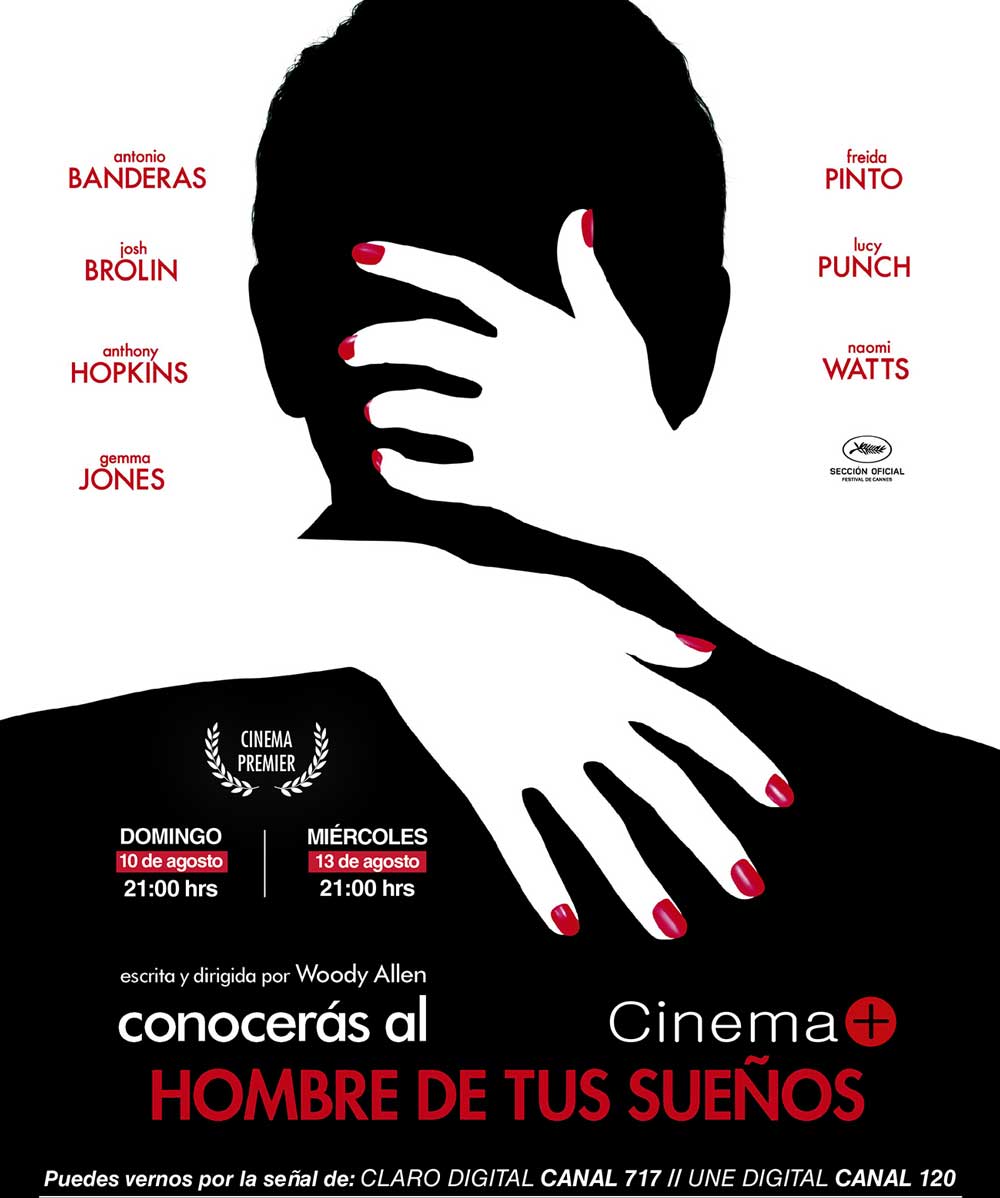 antonio
BANDERAS
josh
BROLIN
anthony
HOPKINS
gemma
JONES
freida
PINTO
lucy
PUNCH
naomi
WATTS
SECCIÓN OFICIAL
FESTIVAL DE CANNES
CINEMA
PREMIER
DOMINGO
10 de agosto
21:00 hrs
MIÉRCOLES
13 de agosto
21:00 hrs
escrita y dirigida por Woody Allen
conocerás al
Cinema+
HOMBRE DE TUS SUEÑOS
Puedes vernos por la señal de: CLARO DIGITAL CANAL 717 // UNE DIGITAL CANAL 120